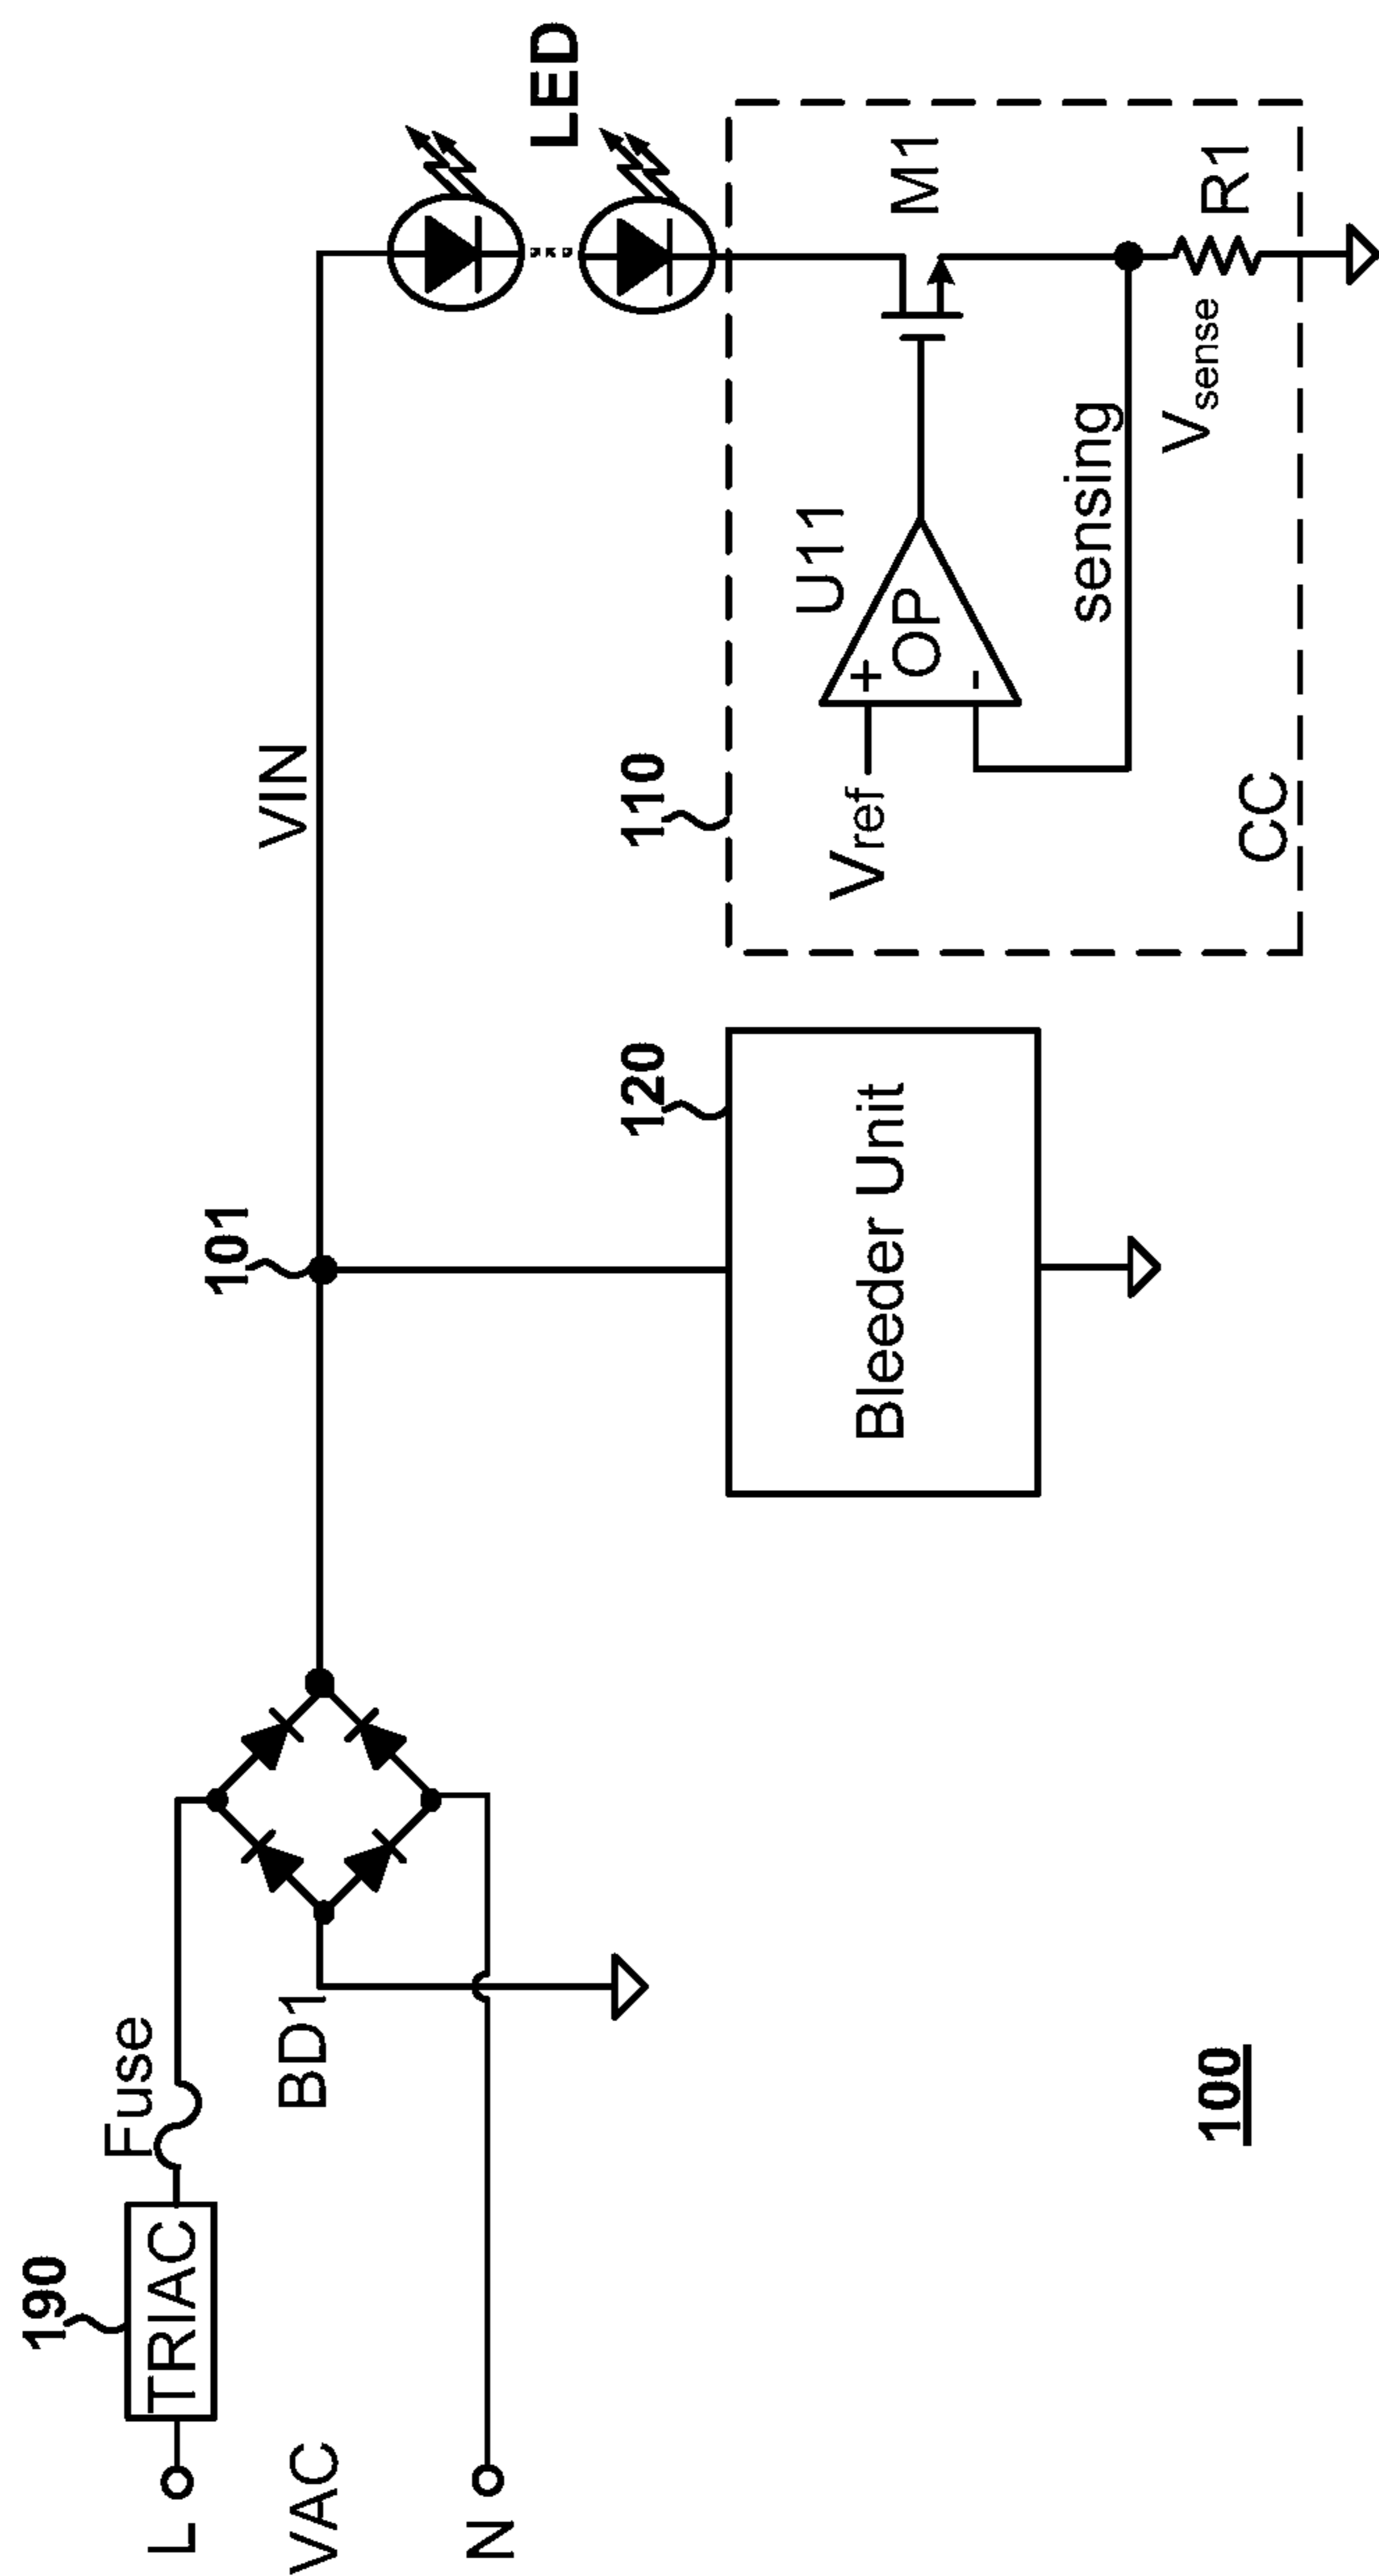 190
TRIAC
Fuse
L
VAC
N
BD1
101
VIN
LED
120
Bleeder Unit
110
U11
M1
+
OP
-
Vref
sensing
Vsense
R1
CC
100